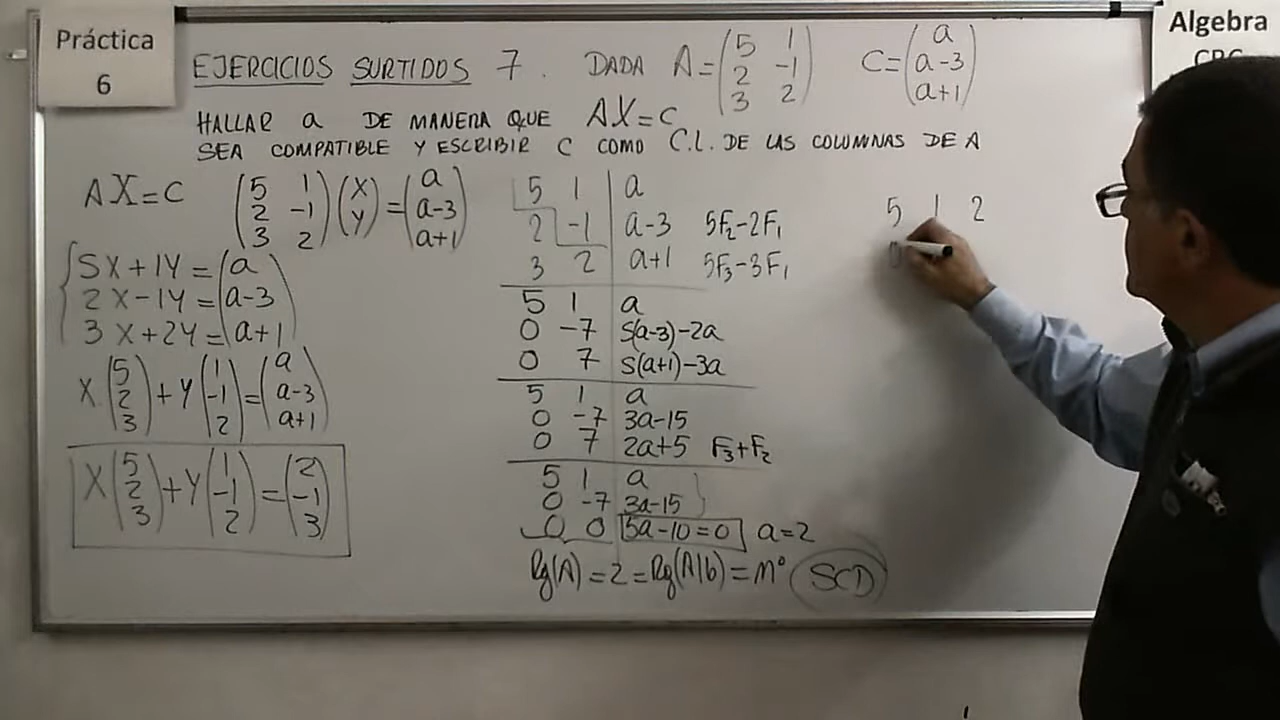 Práctica
6
Algebra
EJERCICIOS SURTIDOS 7. DADA A = ( 5 1 ) C = ( a )
( 2 -1 ) ( a-3 )
( 3 2 ) ( a+1 )
HALLAR a DE MANERA QUE AX=C
SEA COMPATIBLE Y ESCRIBIR C COMO C.L. DE LAS COLUMNAS DE A
AX=C ( 5 1 ) ( X ) = ( a )
( 2 -1 ) ( Y ) ( a-3 )
( 3 2 ) ( a+1 )
5X+1Y = a
2X-1Y = a-3
3X+2Y = a+1
X. ( 5 ) + Y ( 1 ) = ( a )
( 2 ) ( -1 ) ( a-3 )
( 3 ) ( 2 ) ( a+1 )
X ( 5 ) + Y ( 1 ) = ( 2 )
( 2 ) ( -1 ) ( -1 )
( 3 ) ( 2 ) ( 3 )
5 1 | a
2 -1 | a-3 5F₂-2F₁
3 2 | a+1 5F₃-3F₁
5 1 | a
0 -7 | 5(a-3)-2a
0 7 | 5(a+1)-3a
5 1 | a
0 -7 | 3a-15
0 7 | 2a+5 F₃+F₂
5 1 | a
0 -7 | 3a-15
0 0 | 5a-10=0 a=2
Rg(A)=2=Rg(A|b)=nº SCD
5 1 2
0